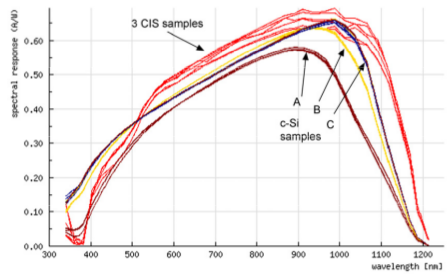 3 CIS samples
spectral response (A/W)
0.60
0.50
0.40
0.30
0.20
0.10
0.00
A
B
C
c-Si
samples
300 400 500 600 700 800 900 1000 1100 1200
wavelength [nm]